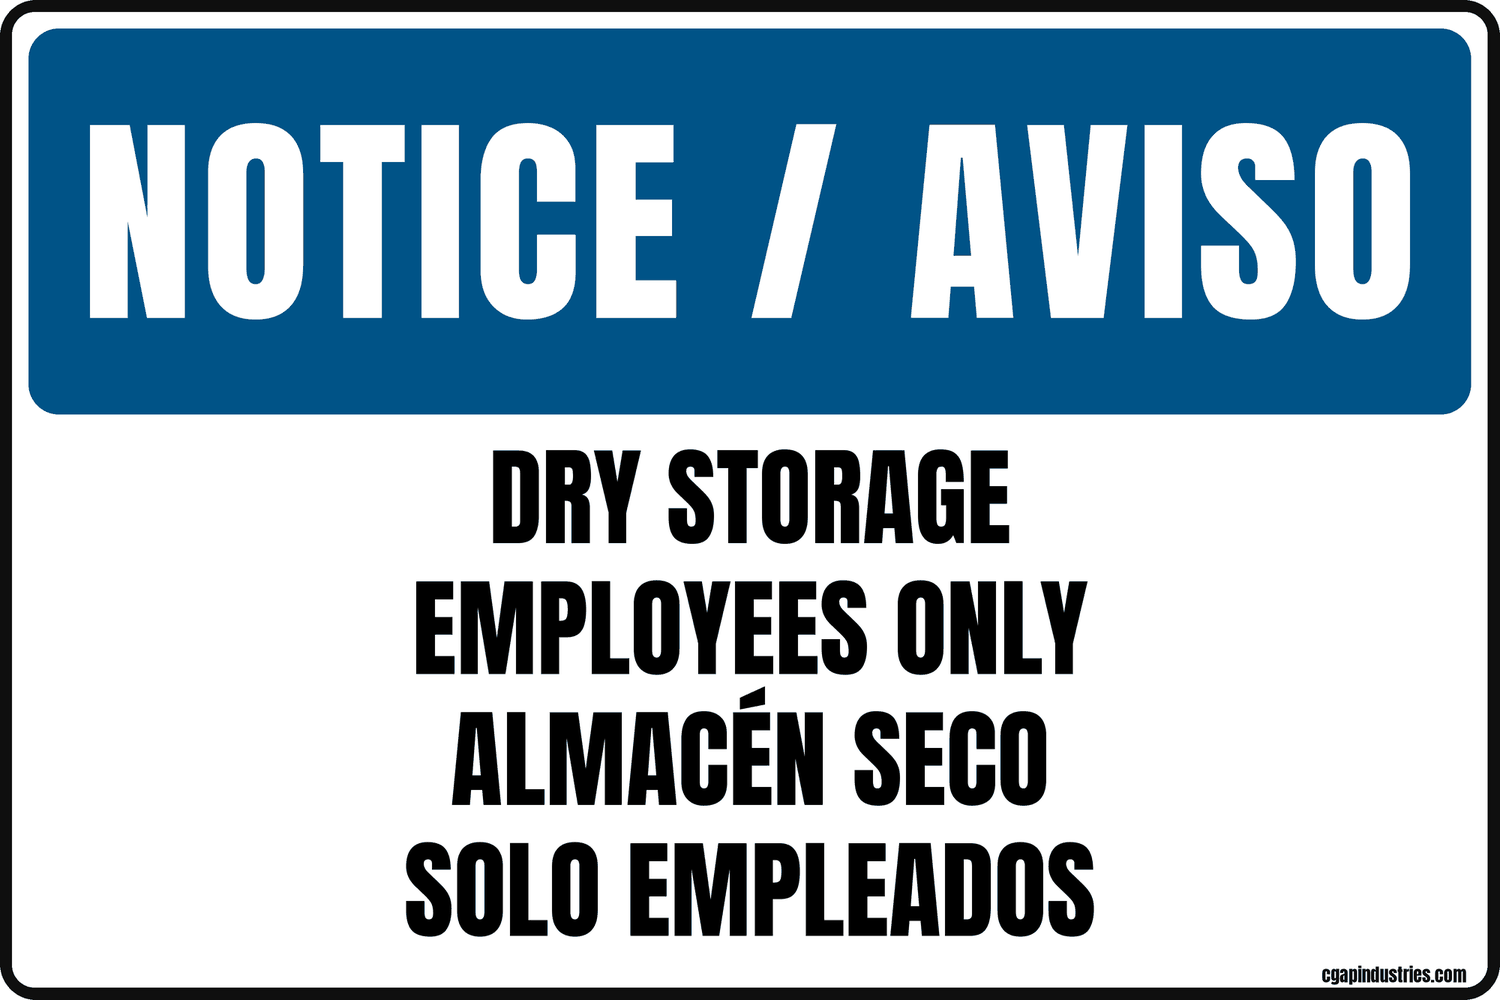 NOTICE / AVISO
DRY STORAGE
EMPLOYEES ONLY
ALMACÉN SECO
SOLO EMPLEADOS
cgapindustries.com